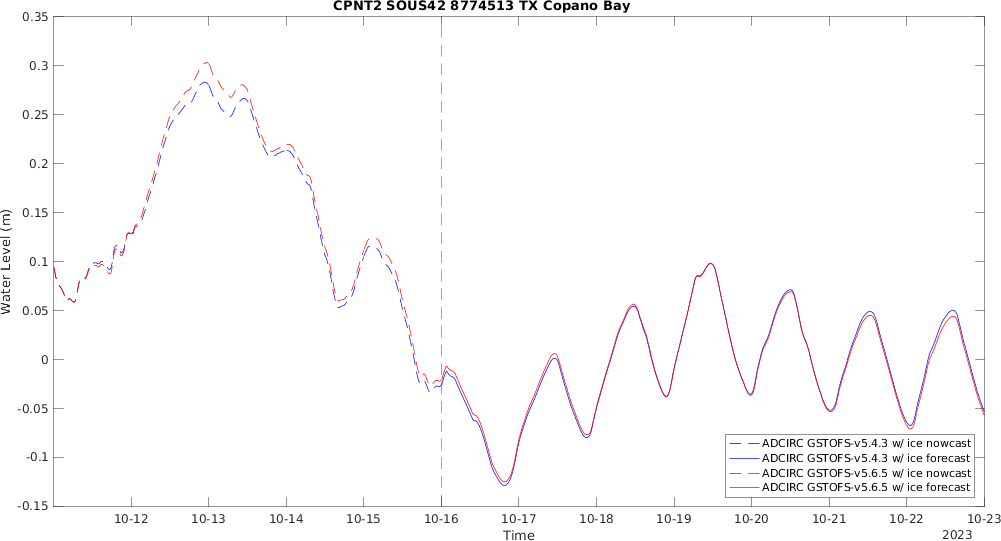 CPNT2 SOUS42 8774513 TX Copano Bay
0.35
0.3
0.25
0.2
0.15
0.1
0.05
0
-0.05
-0.1
-0.15
Water Level (m)
10-12 10-13 10-14 10-15 10-16 10-17 10-18 10-19 10-20 10-21 10-22 10-23
Time
2023
ADCIRC GSTOFS-v5.4.3 w/ ice nowcast
ADCIRC GSTOFS-v5.4.3 w/ ice forecast
ADCIRC GSTOFS-v5.6.5 w/ ice nowcast
ADCIRC GSTOFS-v5.6.5 w/ ice forecast